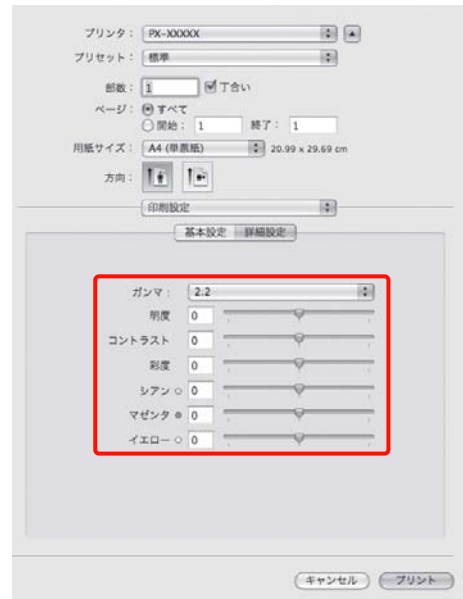 プリンタ： PX-XXXXX
プリセット： 標準
部数： 1 丁合い
ページ： すべて
開始： 1 終了： 1
用紙サイズ： A4 (単票紙) 20.99 x 29.69 cm
方向：
印刷設定
基本設定 詳細設定
ガンマ： 2.2
明度 0
コントラスト 0
彩度 0
シアン 0
マゼンタ 0
イエロー 0
キャンセル プリント